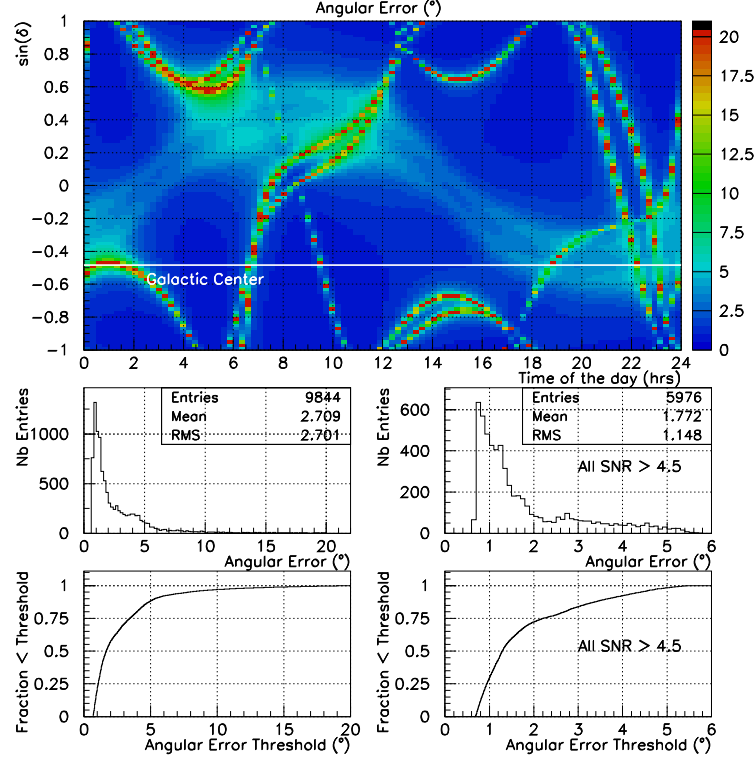 Angular Error (°)
sin(δ)
1
0.8
0.6
0.4
0.2
0
−0.2
−0.4
−0.6
−0.8
−1
Galactic Center
0 2 4 6 8 10 12 14 16 18 20 22 24
Time of the day (hrs)
20
17.5
15
12.5
10
7.5
5
2.5
0
Nb Entries
1000
500
0
Entries 9844
Mean 2.709
RMS 2.701
0 5 10 15 20
Angular Error (°)
Nb Entries
600
400
200
0
Entries 5976
Mean 1.772
RMS 1.148
All SNR > 4.5
0 1 2 3 4 5 6
Angular Error (°)
Fraction < Threshold
1
0.75
0.5
0.25
0
0 5 10 15 20
Angular Error Threshold (°)
Fraction < Threshold
1
0.75
0.5
0.25
0
All SNR > 4.5
0 1 2 3 4 5 6
Angular Error Threshold (°)